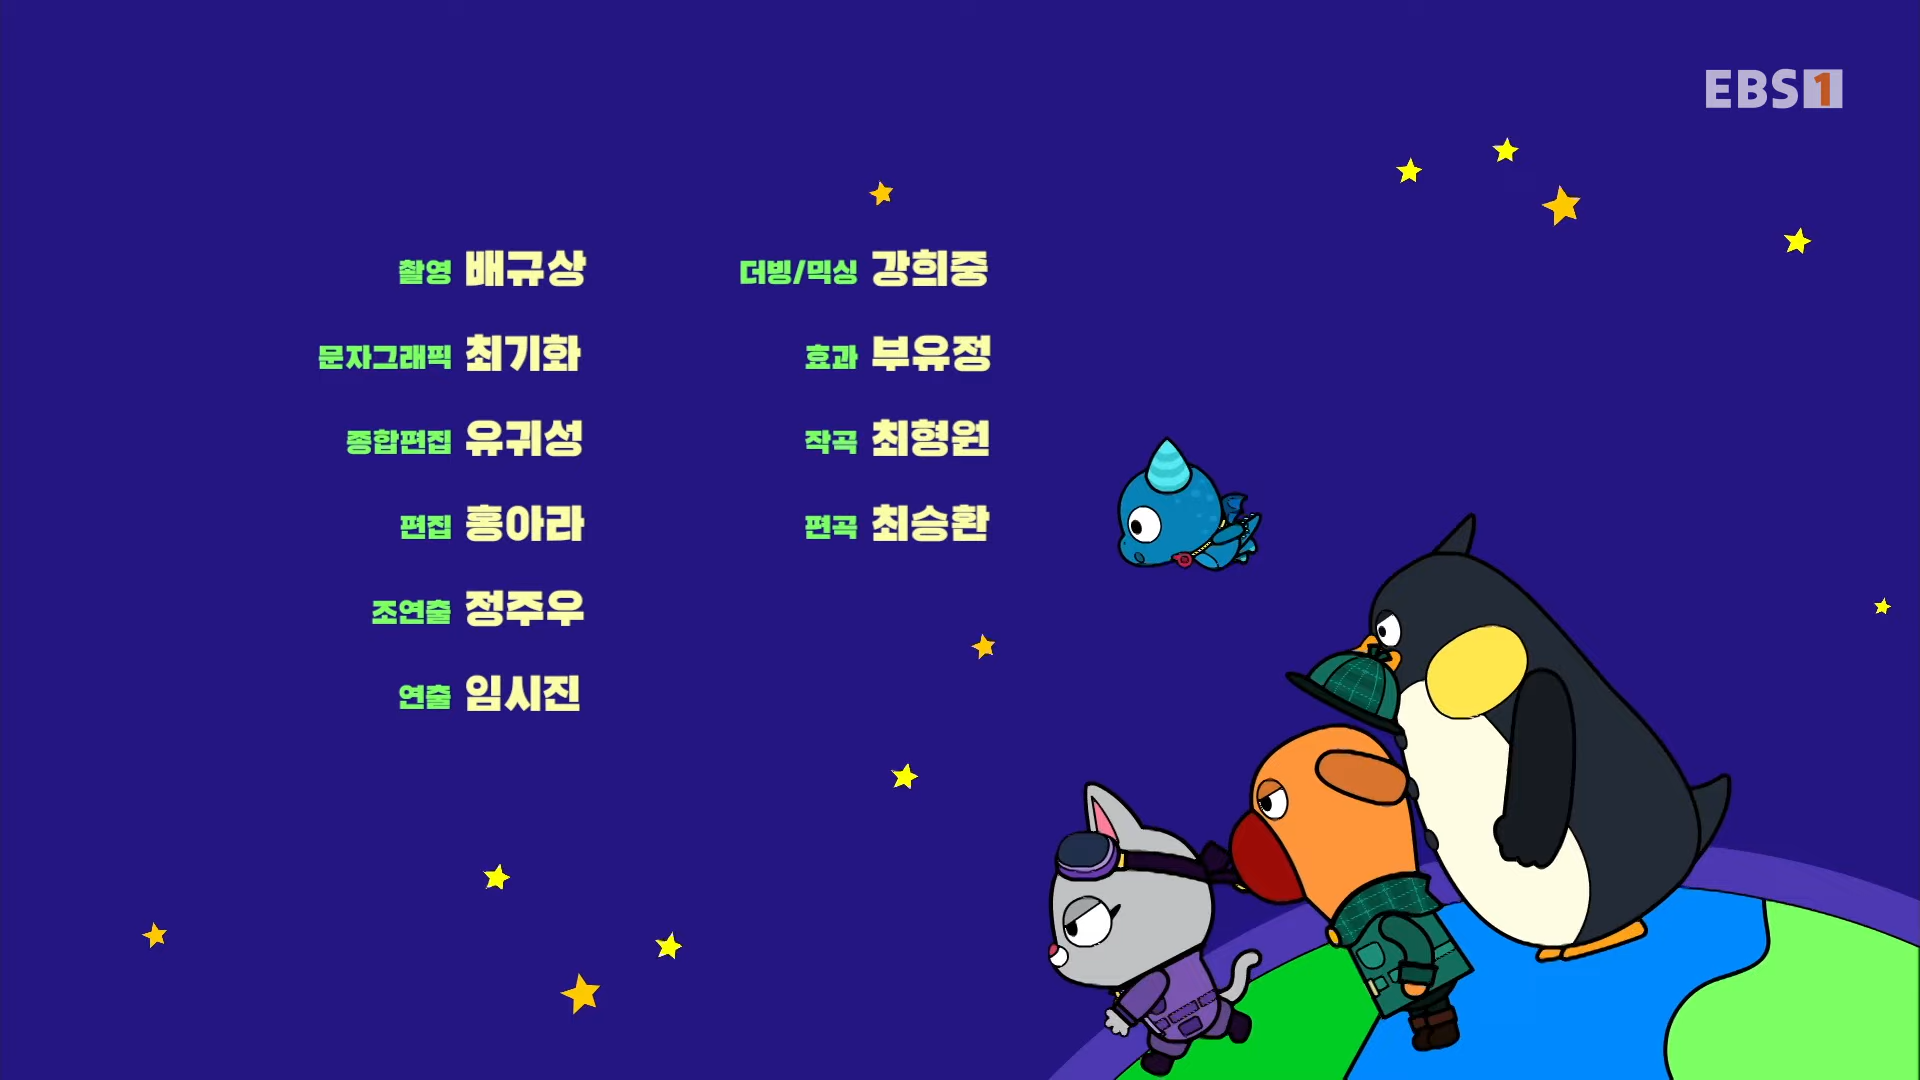 EBS1
촬영 배규상
문자그래픽 최기화
종합편집 유귀성
편집 홍아라
조연출 정주우
연출 임시진
더빙/믹싱 강희중
효과 부유정
작곡 최형원
편곡 최승환